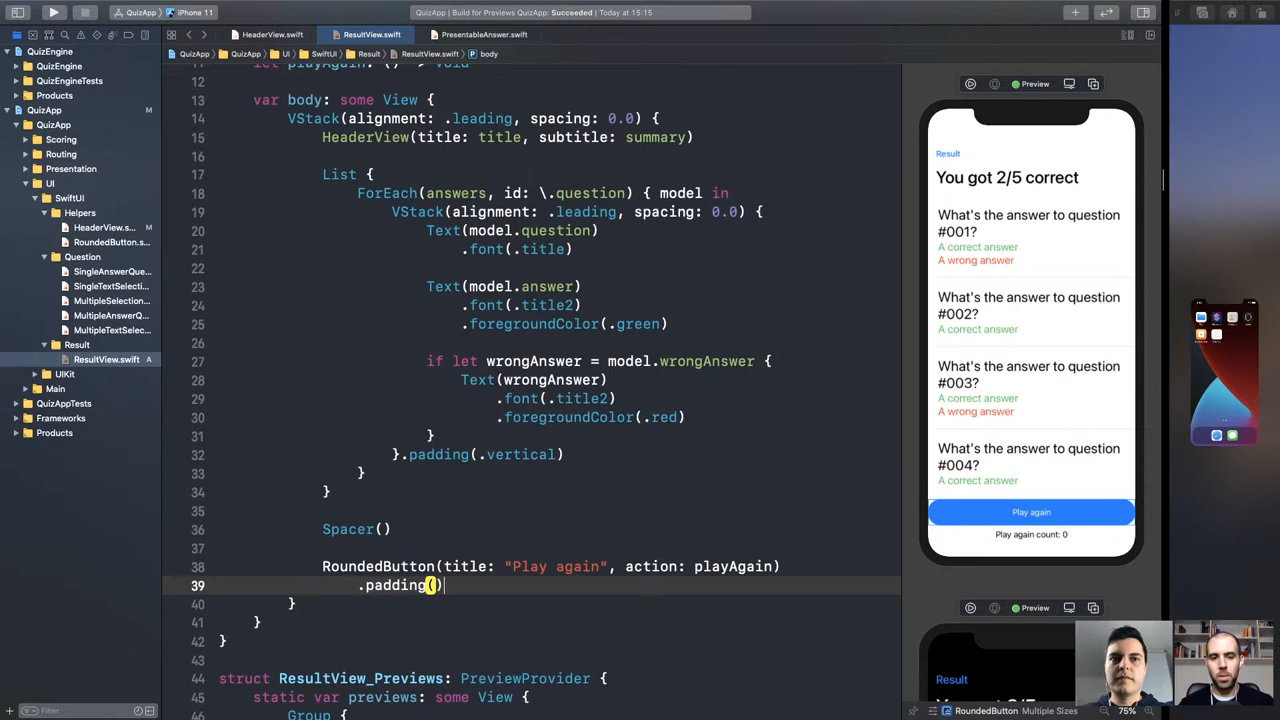 QuizApp
iPhone 11
QuizApp | Build for Previews QuizApp: Succeeded | Today at 15:15
HeaderView.swift
ResultView.swift
PresentableAnswer.swift
QuizApp
QuizApp
UI
SwiftUI
Result
ResultView.swift
body
QuizEngine
QuizEngine
QuizEngineTests
Products
QuizApp M
QuizApp
Scoring
Routing
Presentation
UI
SwiftUI
Helpers
HeaderView.s... M
RoundedButton.s...
Question
SingleAnswerQue...
SingleTextSelecti...
MultipleSelection...
MultipleAnswerQ...
MultipleTextSelec...
Result
ResultView.swift A
UIKit
Main
QuizAppTests
Frameworks
Products
Filter
let playAgain: () -> Void
12
13 var body: some View {
14 VStack(alignment: .leading, spacing: 0.0) {
15 HeaderView(title: title, subtitle: summary)
16
17 List {
18 ForEach(answers, id: \.question) { model in
19 VStack(alignment: .leading, spacing: 0.0) {
20 Text(model.question)
21 .font(.title)
22
23 Text(model.answer)
24 .font(.title2)
25 .foregroundColor(.green)
26
27 if let wrongAnswer = model.wrongAnswer {
28 Text(wrongAnswer)
29 .font(.title2)
30 .foregroundColor(.red)
31 }
32 }.padding(.vertical)
33 }
34 }
35
36 Spacer()
37
38 RoundedButton(title: "Play again", action: playAgain)
39 .padding()
40 }
41 }
42 }
43
44 struct ResultView_Previews: PreviewProvider {
45 static var previews: some View {
46 Group {
Preview
Result
You got 2/5 correct
What's the answer to question
#001?
A correct answer
A wrong answer
What's the answer to question
#002?
A correct answer
What's the answer to question
#003?
A correct answer
A wrong answer
What's the answer to question
#004?
A correct answer
Play again
Play again count: 0
Preview
Result
RoundedButton Multiple Sizes
75%